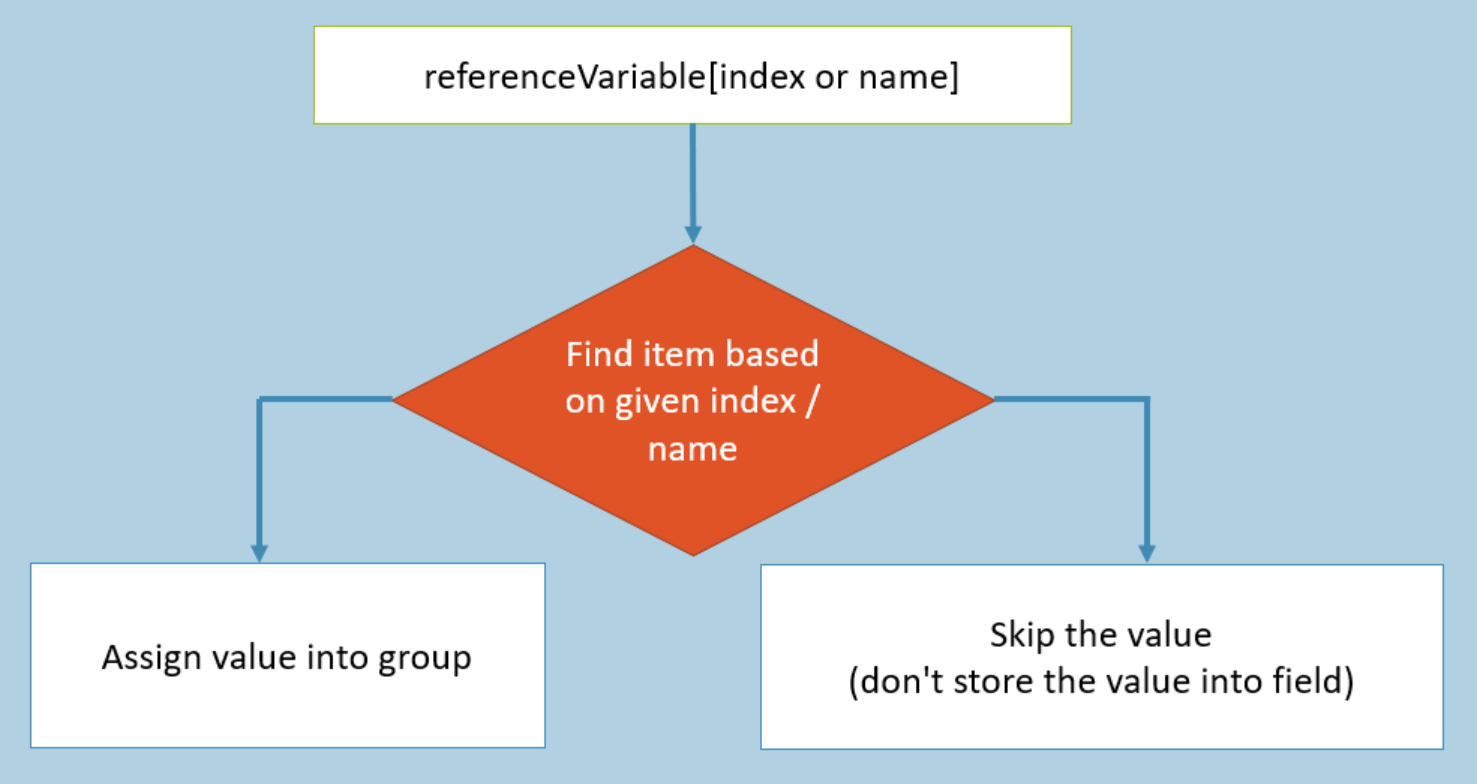 referenceVariable[index or name]
Find item based
on given index /
name
Assign value into group
Skip the value
(don't store the value into field)